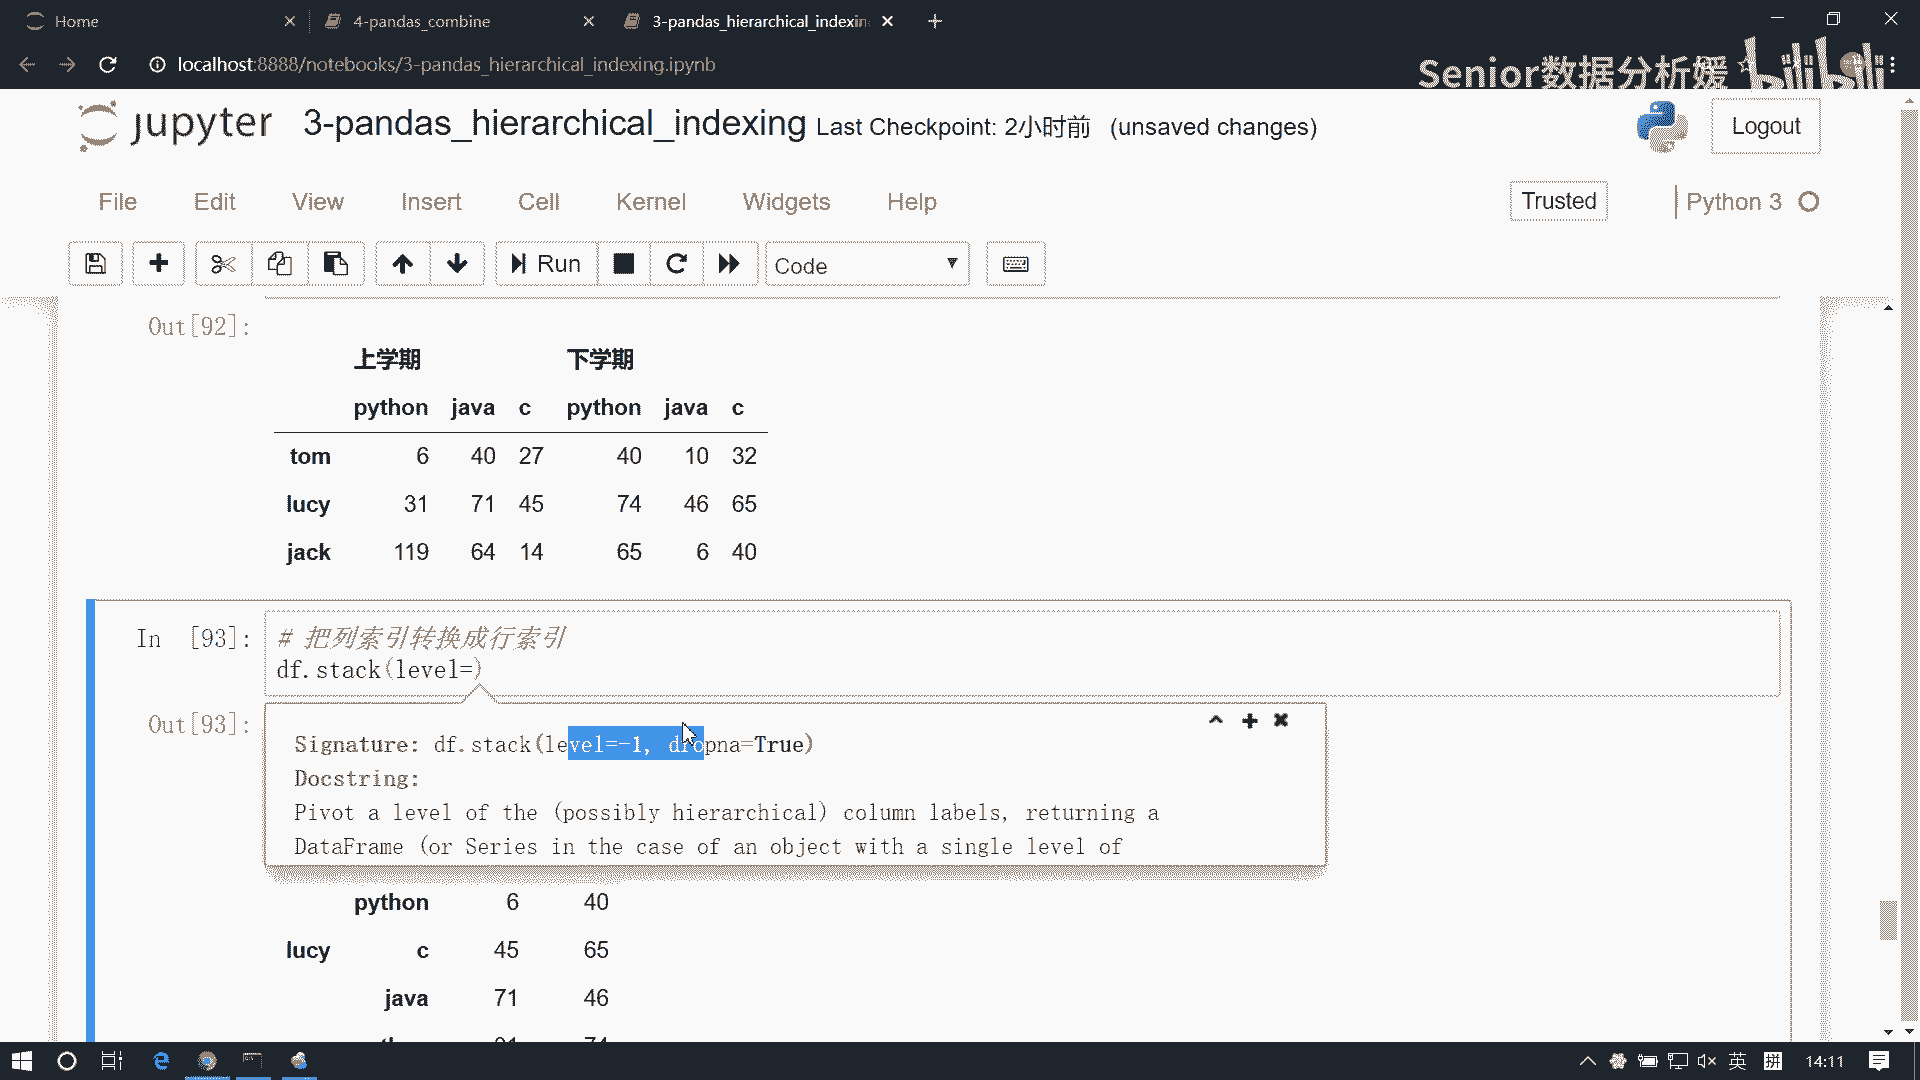 Home
4-pandas_combine
3-pandas_hierarchical_indexin
localhost:8888/notebooks/3-pandas_hierarchical_indexing.ipynb
Senior数据分析媛 bilibili
jupyter 3-pandas_hierarchical_indexing Last Checkpoint: 2小时前 (unsaved changes)
Logout
File Edit View Insert Cell Kernel Widgets Help
Trusted
Python 3
Run
Code
Out[92]:
上学期 下学期
python java c python java c
tom 6 40 27 40 10 32
lucy 31 71 45 74 46 65
jack 119 64 14 65 6 40
In [93]:
# 把列索引转换成行索引
df.stack(level=)
Out[93]:
Signature: df.stack(level=-1, dropna=True)
Docstring:
Pivot a level of the (possibly hierarchical) column labels, returning a
DataFrame (or Series in the case of an object with a single level of
python 6 40
lucy c 45 65
java 71 46
英 拼 14:11